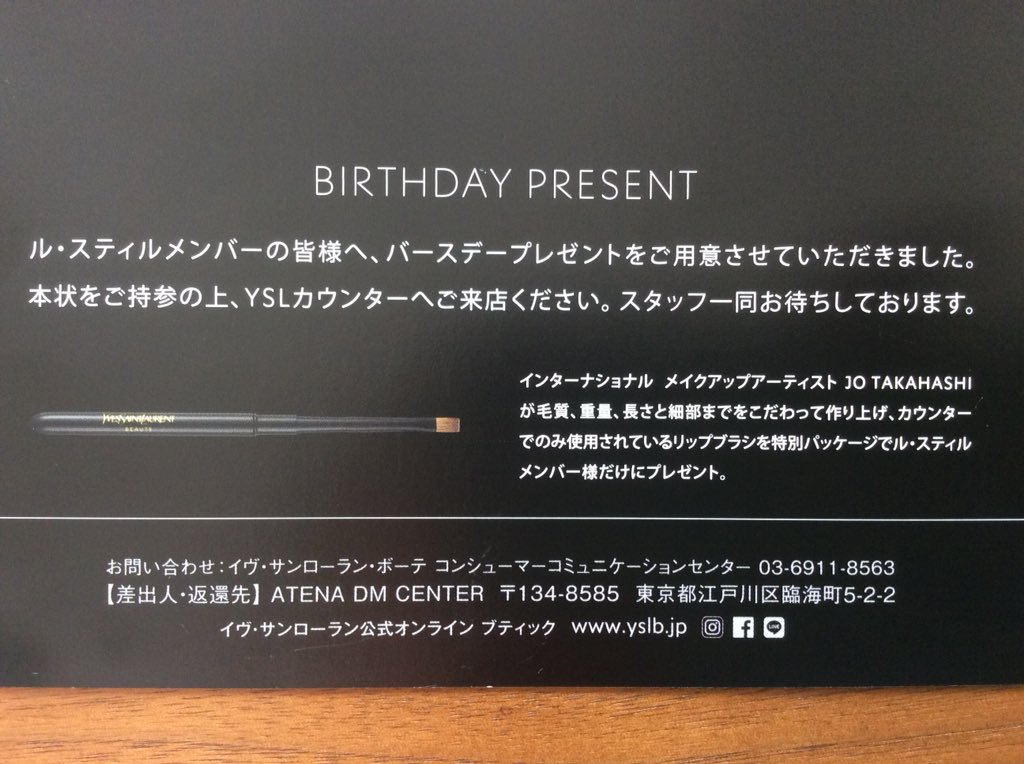 BIRTHDAY PRESENT
ル・スティルメンバーの皆様へ、バースデープレゼントをご用意させていただきました。
本状をご持参の上、YSLカウンターへご来店ください。スタッフ一同お待ちしております。
インターナショナル メイクアップアーティスト JO TAKAHASHI
が毛質、重量、長さと細部までをこだわって作り上げ、カウンター
でのみ使用されているリップブラシを特別パッケージでル・スティル
メンバー様だけにプレゼント。
YVESSAINTLAURENT
BEAUTÉ
お問い合わせ:イヴ・サンローラン・ボーテ コンシューマーコミュニケーションセンター 03-6911-8563
【差出人・返還先】 ATENA DM CENTER 〒134-8585 東京都江戸川区臨海町5-2-2
イヴ・サンローラン公式オンライン ブティック www.yslb.jp
LINE